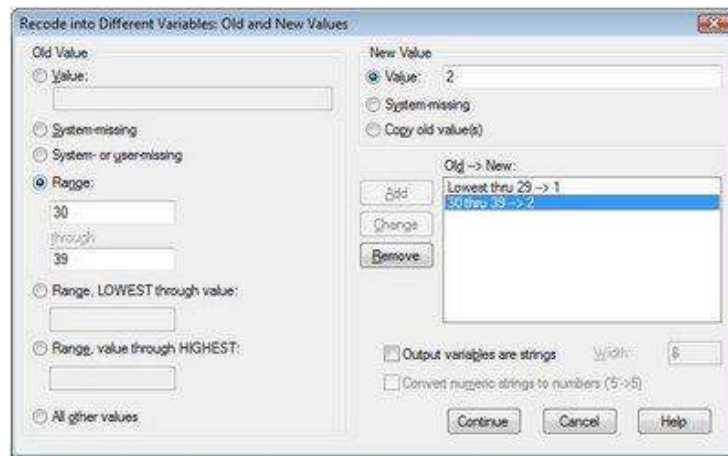 Recode into Different Variables: Old and New Values
Old Value
Value:
System-missing
System- or user-missing
Range:
30
through
39
Range, LOWEST through value:
Range, value through HIGHEST:
All other values
New Value
Value: 2
System-missing
Copy old value(s)
Old --> New:
Add
Change
Remove
Lowest thru 29 --> 1
30 thru 39 --> 2
Output variables are strings
Width: 8
Convert numeric strings to numbers ('5'->5)
Continue
Cancel
Help